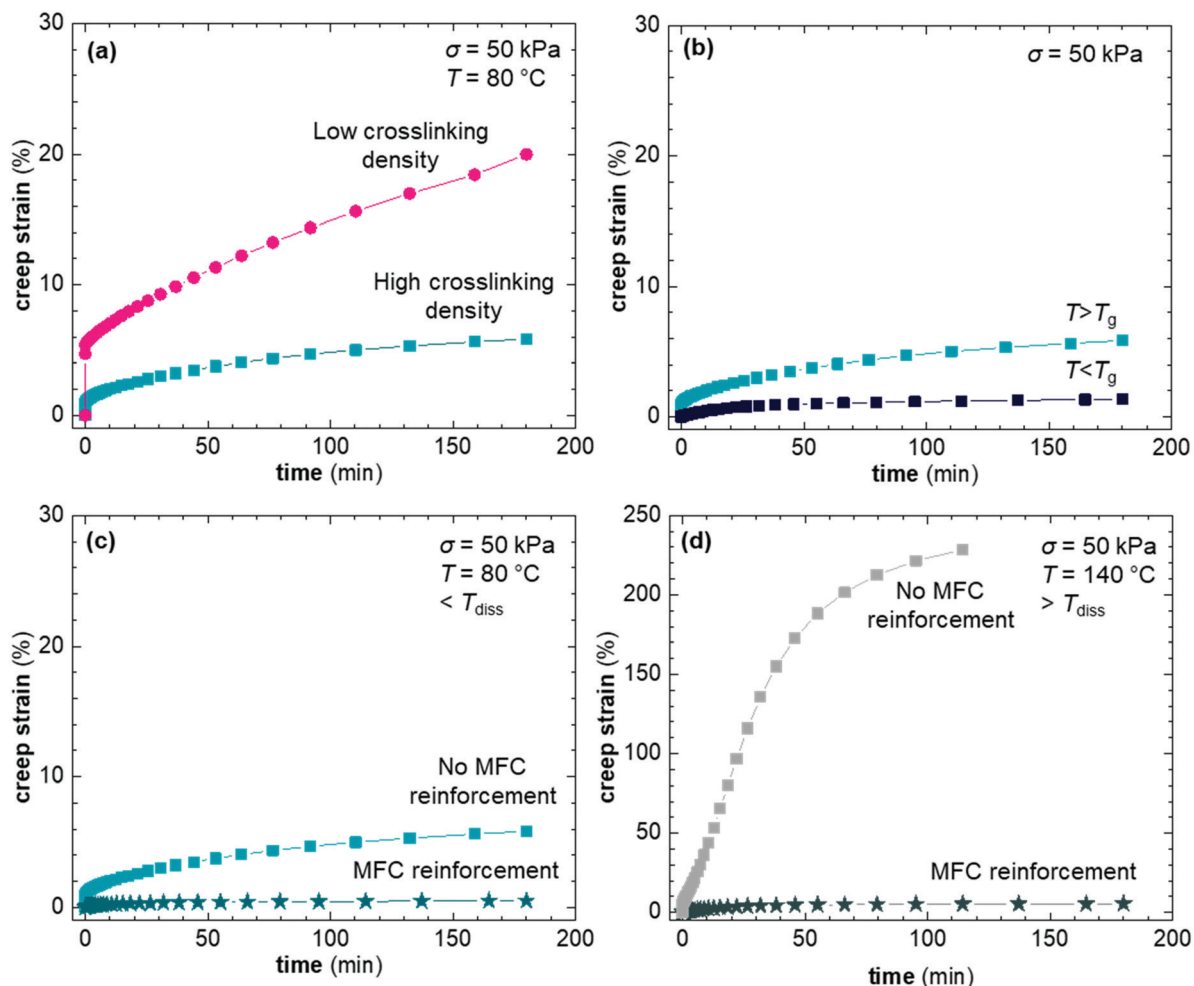 (a)
σ = 50 kPa
T = 80 °C
Low crosslinking
density
High crosslinking
density
creep strain (%)
30
20
10
0
0 50 100 150 200
time (min)
(b)
σ = 50 kPa
T>Tg
T<Tg
creep strain (%)
30
20
10
0
0 50 100 150 200
time (min)
(c)
σ = 50 kPa
T = 80 °C
< Tdiss
No MFC
reinforcement
MFC reinforcement
creep strain (%)
30
20
10
0
0 50 100 150 200
time (min)
(d)
σ = 50 kPa
T = 140 °C
> Tdiss
No MFC
reinforcement
MFC reinforcement
creep strain (%)
250
200
150
100
50
0
0 50 100 150 200
time (min)